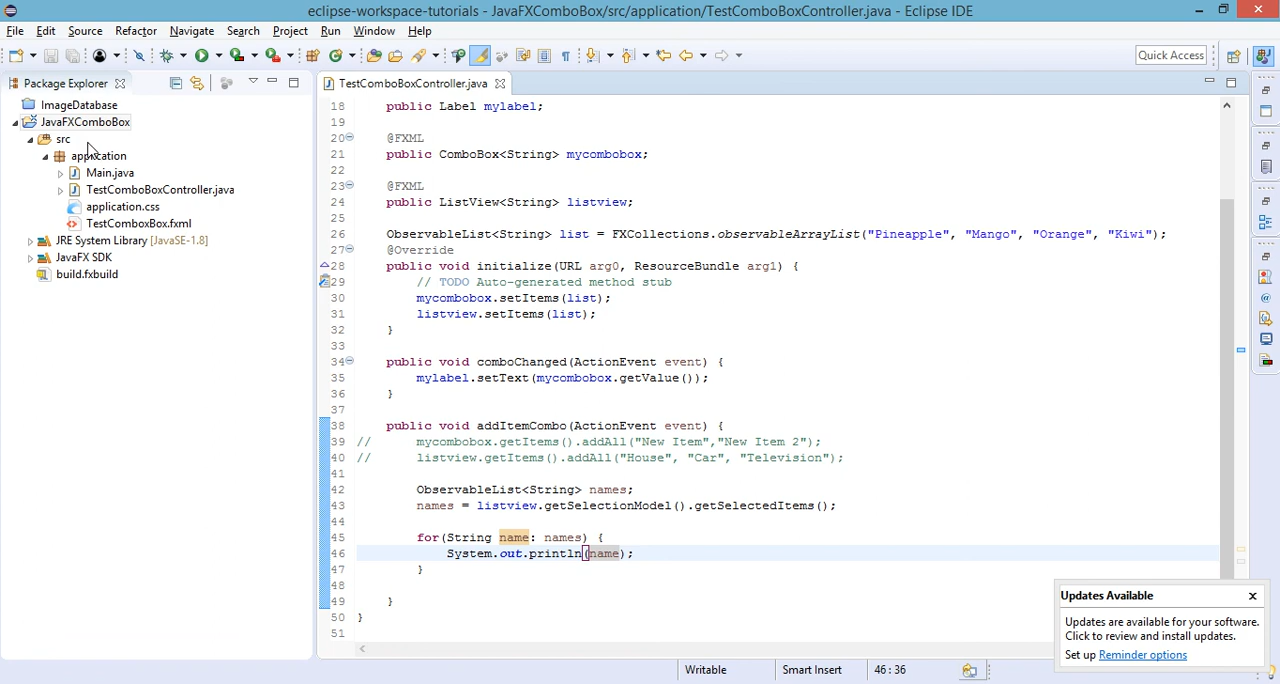 eclipse-workspace-tutorials - JavaFXComboBox/src/application/TestComboBoxController.java - Eclipse IDE
File Edit Source Refactor Navigate Search Project Run Window Help
Quick Access
Package Explorer
TestComboBoxController.java
ImageDatabase
JavaFXComboBox
src
application
Main.java
TestComboBoxController.java
application.css
TestComboxBox.fxml
JRE System Library [JavaSE-1.8]
JavaFX SDK
build.fxbuild
18 public Label mylabel;
19
20 @FXML
21 public ComboBox<String> mycombobox;
22
23 @FXML
24 public ListView<String> listview;
25
26 ObservableList<String> list = FXCollections.observableArrayList("Pineapple", "Mango", "Orange", "Kiwi");
27 @Override
28 public void initialize(URL arg0, ResourceBundle arg1) {
29 // TODO Auto-generated method stub
30 mycombobox.setItems(list);
31 listview.setItems(list);
32 }
33
34 public void comboChanged(ActionEvent event) {
35 mylabel.setText(mycombobox.getValue());
36 }
37
38 public void addItemCombo(ActionEvent event) {
39 // mycombobox.getItems().addAll("New Item","New Item 2");
40 // listview.getItems().addAll("House", "Car", "Television");
41
42 ObservableList<String> names;
43 names = listview.getSelectionModel().getSelectedItems();
44
45 for(String name: names) {
46 System.out.println(name);
47 }
48
49 }
50 }
51
Updates Available
Updates are available for your software.
Click to review and install updates.
Set up Reminder options
Writable Smart Insert 46 : 36